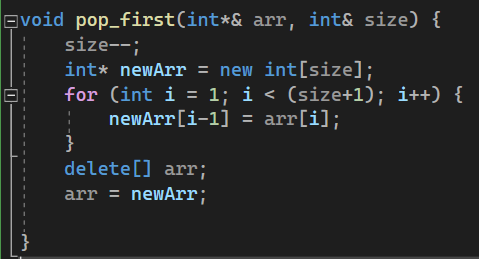 void pop_first(int*& arr, int& size) {
    size--;
    int* newArr = new int[size];
    for (int i = 1; i < (size+1); i++) {
        newArr[i-1] = arr[i];
    }
    delete[] arr;
    arr = newArr;
}